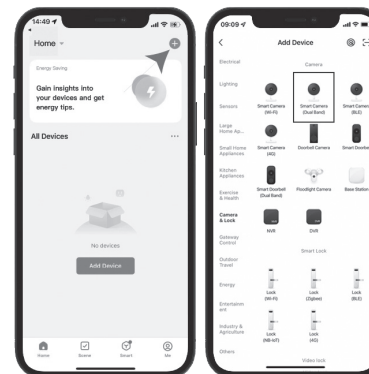 14:49
Home
Energy Saving
Gain insights into
your devices and get
energy tips.
All Devices
No devices
Add Device
Home
Scene
Smart
Me
09:09
Add Device
Electrical
Lighting
Sensors
Large
Home Ap...
Small Home
Appliances
Kitchen
Appliances
Exercise
& Health
Camera
& Lock
Gateway
Control
Outdoor
Travel
Energy
Entertainm
ent
Industry &
Agriculture
Others
Camera
Smart Camera
(Wi-Fi)
Smart Camera
(Dual Band)
Smart Camera
(BLE)
Smart Camera
(4G)
Doorbell Camera
Smart Doorbell
Smart Doorbell
(Dual Band)
Floodlight Camera
Base Station
NVR
DVR
Smart Lock
Lock
(Wi-Fi)
Lock
(Zigbee)
Lock
(BLE)
Lock
(NB-IoT)
Lock
(4G)
Video lock